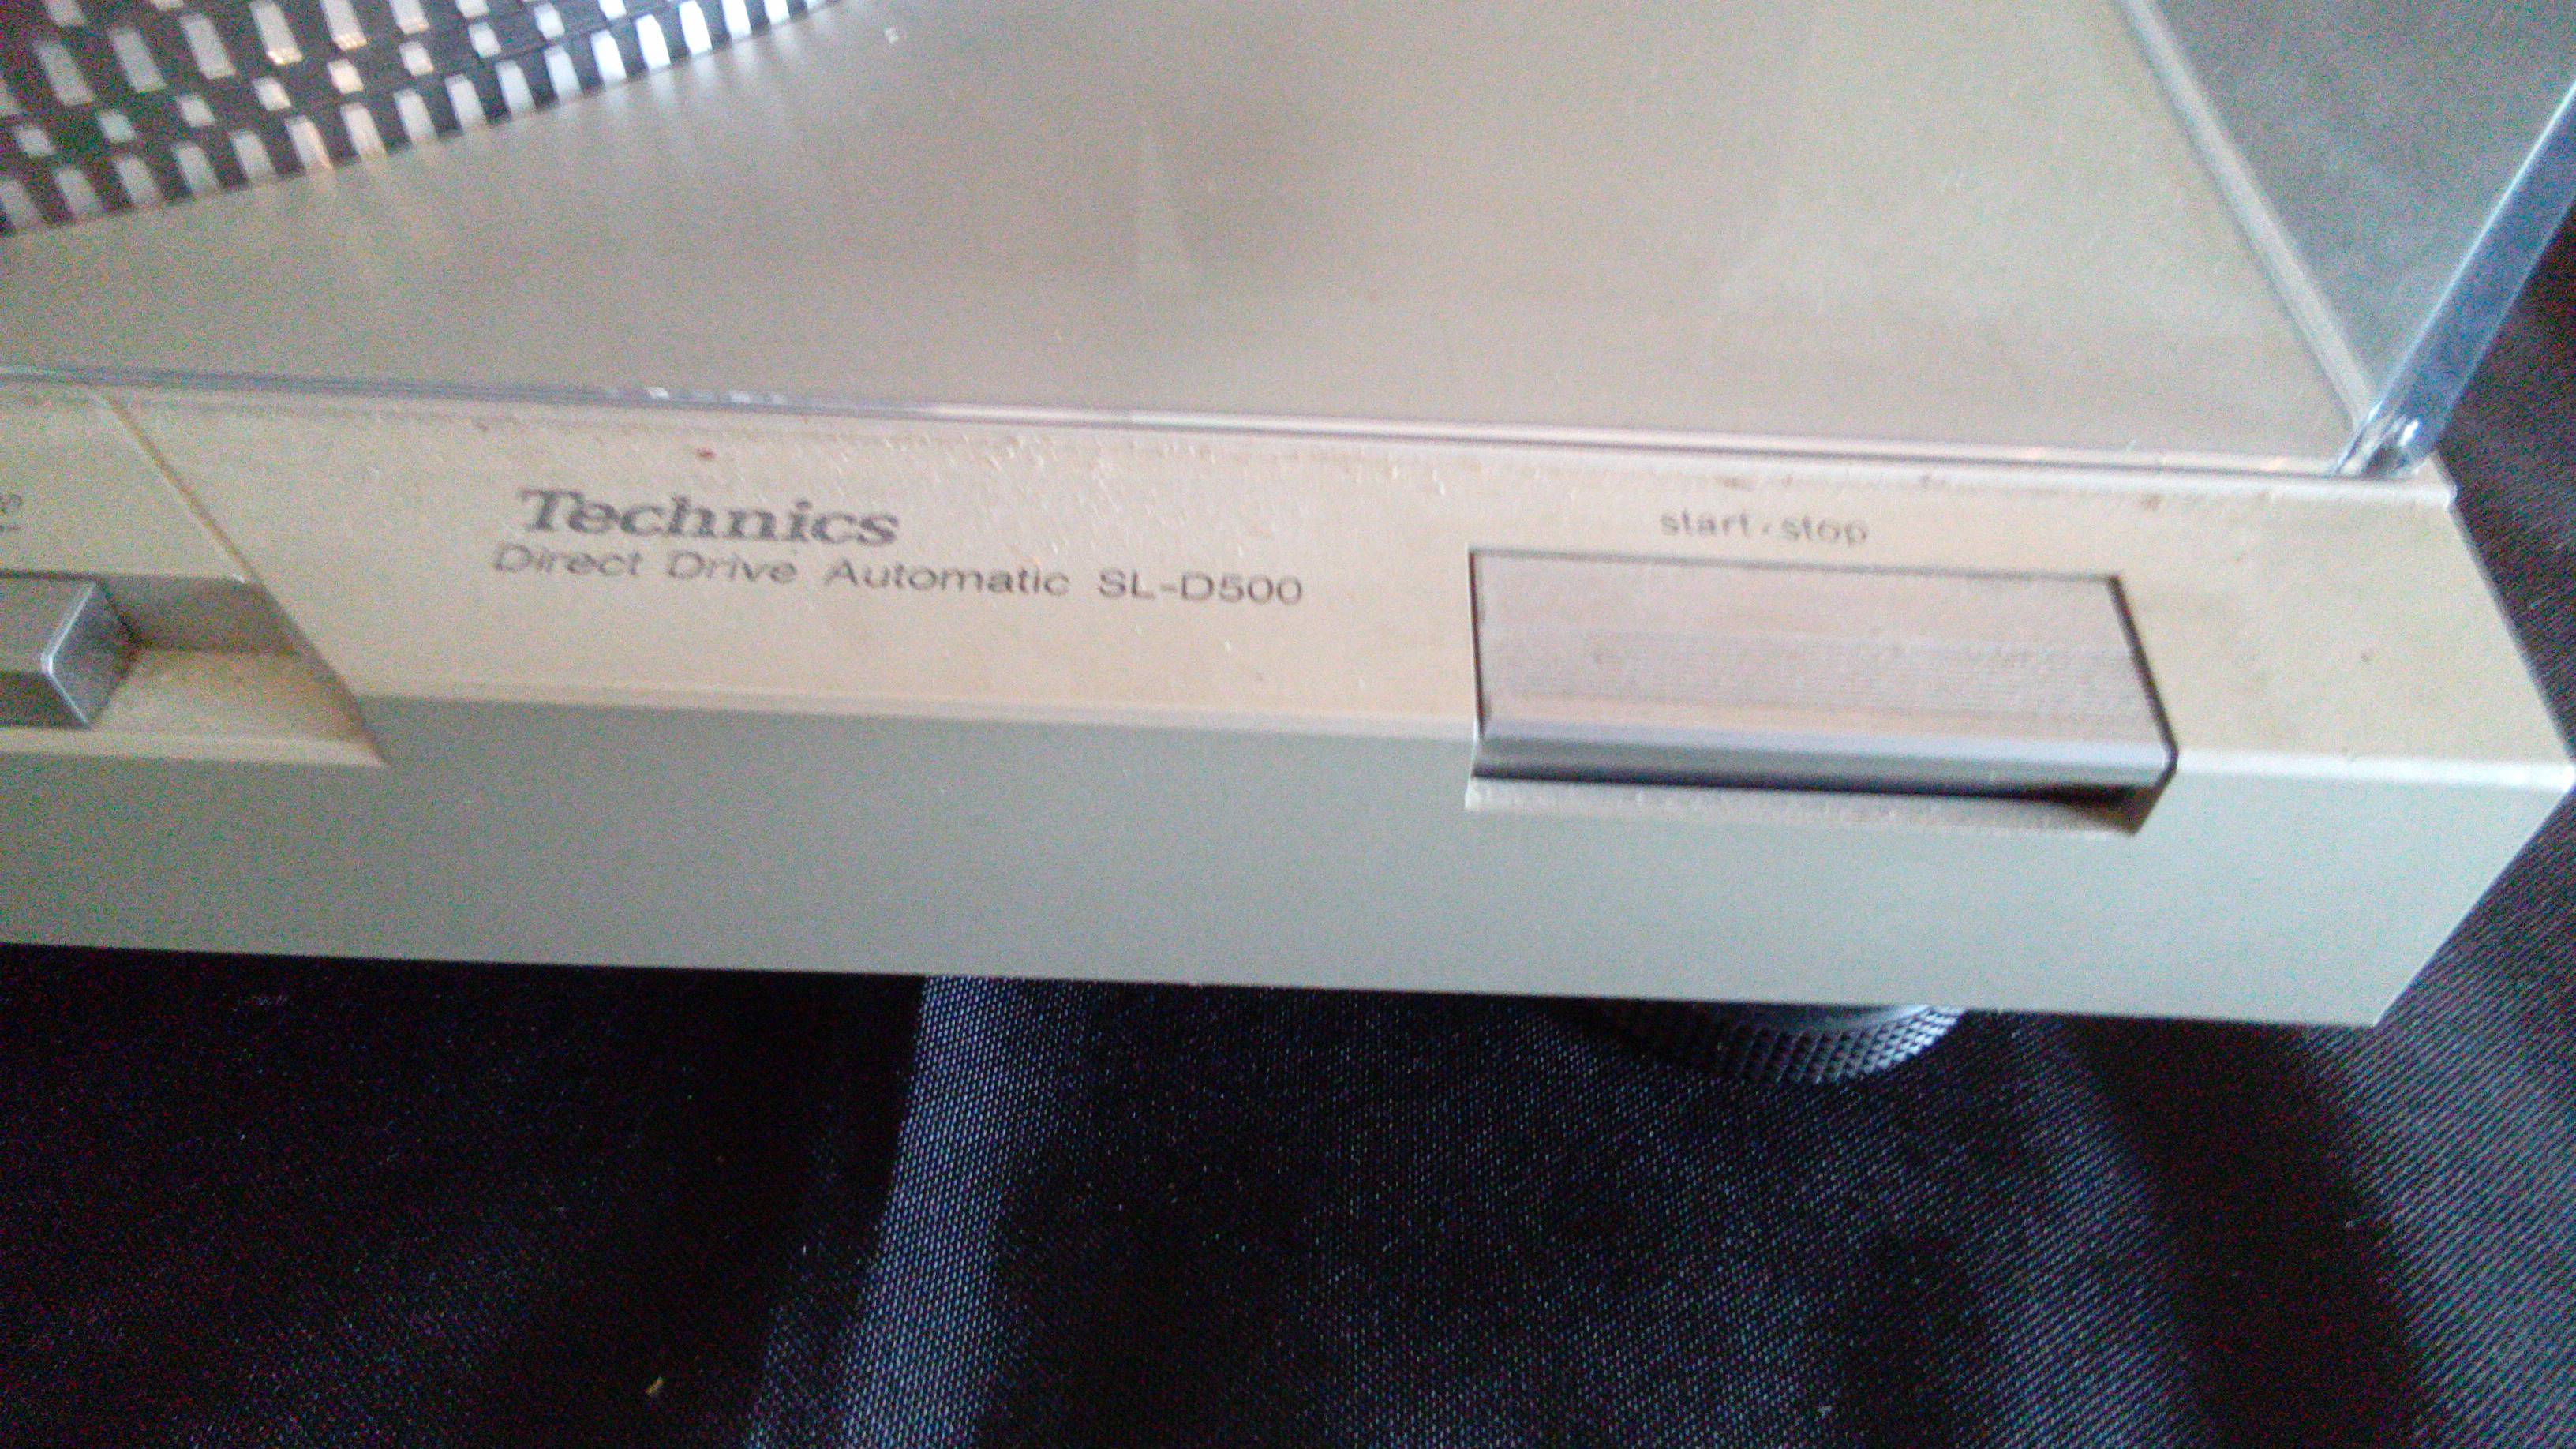 Technics
Direct Drive Automatic SL-D500
start·stop